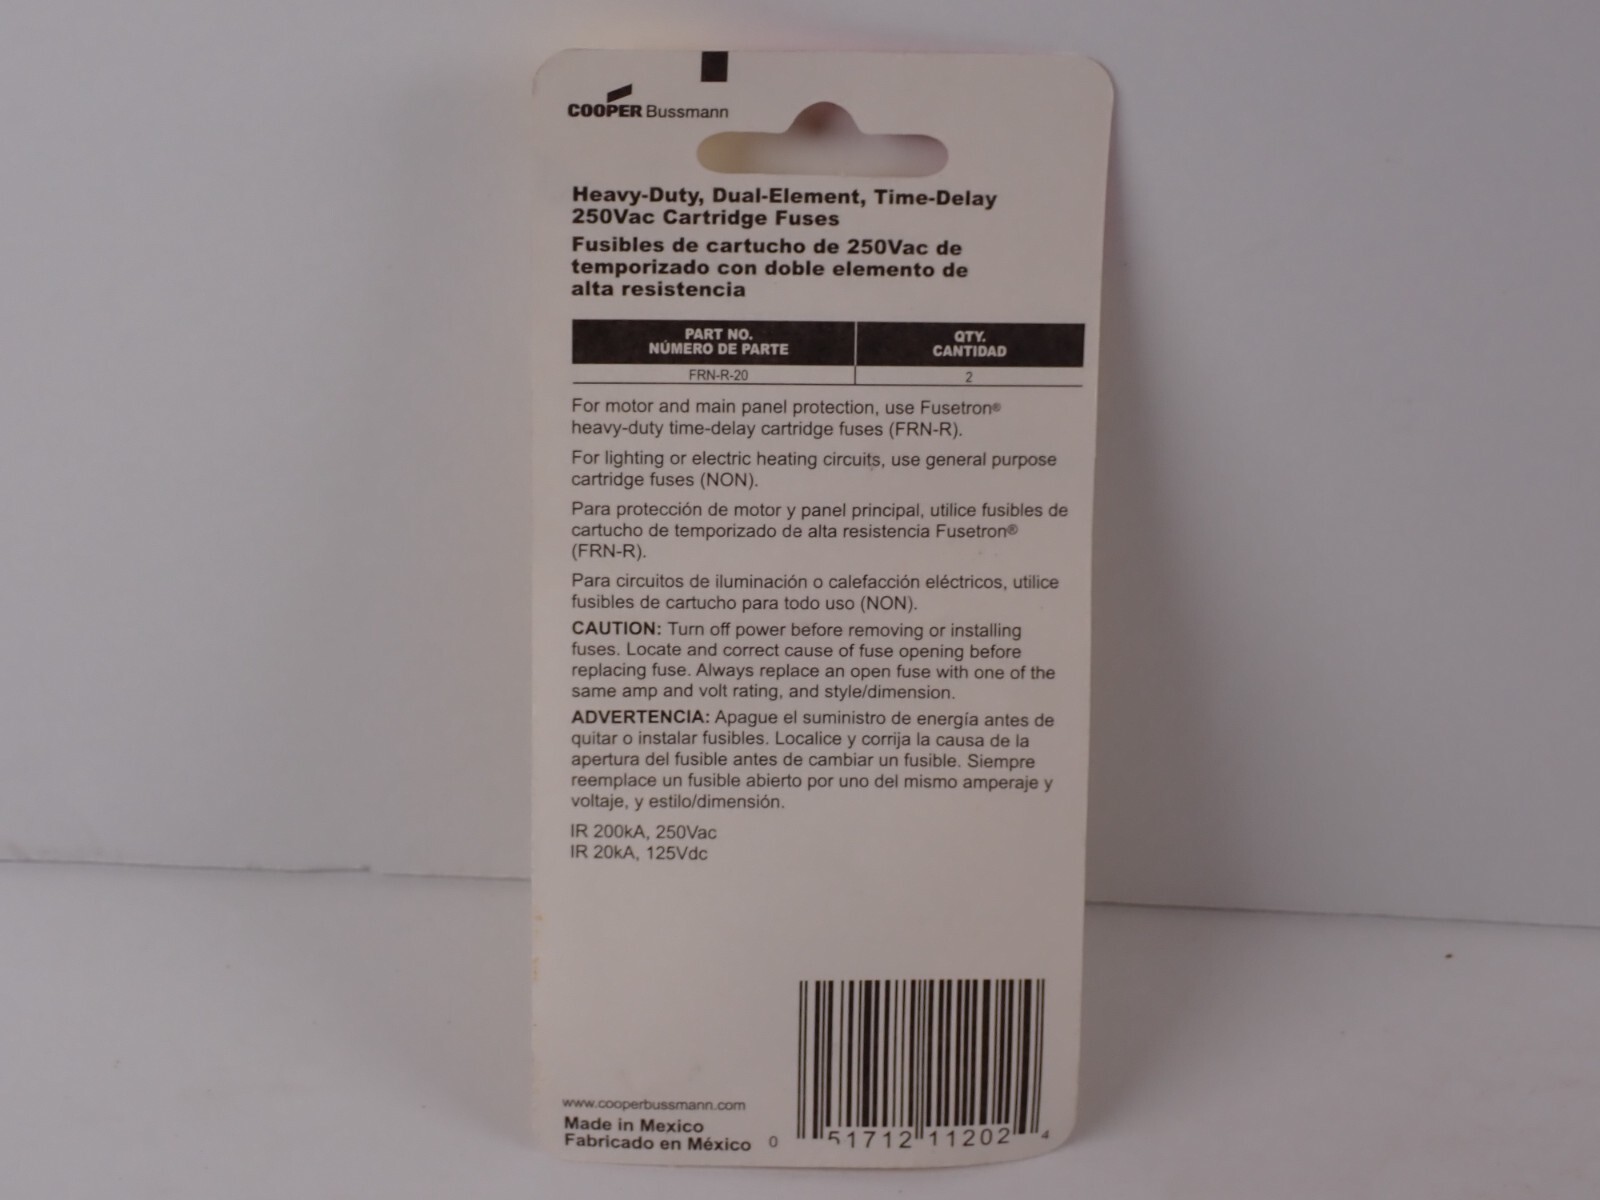 COOPER Bussmann
Heavy-Duty, Dual-Element, Time-Delay
250Vac Cartridge Fuses
Fusibles de cartucho de 250Vac de
temporizado con doble elemento de
alta resistencia
PART NO. QTY.
NÚMERO DE PARTE CANTIDAD
FRN-R-20 2
For motor and main panel protection, use Fusetron®
heavy-duty time-delay cartridge fuses (FRN-R).
For lighting or electric heating circuits, use general purpose
cartridge fuses (NON).
Para protección de motor y panel principal, utilice fusibles de
cartucho de temporizado de alta resistencia Fusetron®
(FRN-R).
Para circuitos de iluminación o calefacción eléctricos, utilice
fusibles de cartucho para todo uso (NON).
CAUTION: Turn off power before removing or installing
fuses. Locate and correct cause of fuse opening before
replacing fuse. Always replace an open fuse with one of the
same amp and volt rating, and style/dimension.
ADVERTENCIA: Apague el suministro de energía antes de
quitar o instalar fusibles. Localice y corrija la causa de la
apertura del fusible antes de cambiar un fusible. Siempre
reemplace un fusible abierto por uno del mismo amperaje y
voltaje, y estilo/dimensión.
IR 200kA, 250Vac
IR 20kA, 125Vdc
www.cooperbussmann.com
Made in Mexico
Fabricado en México
0 51712 11202 4